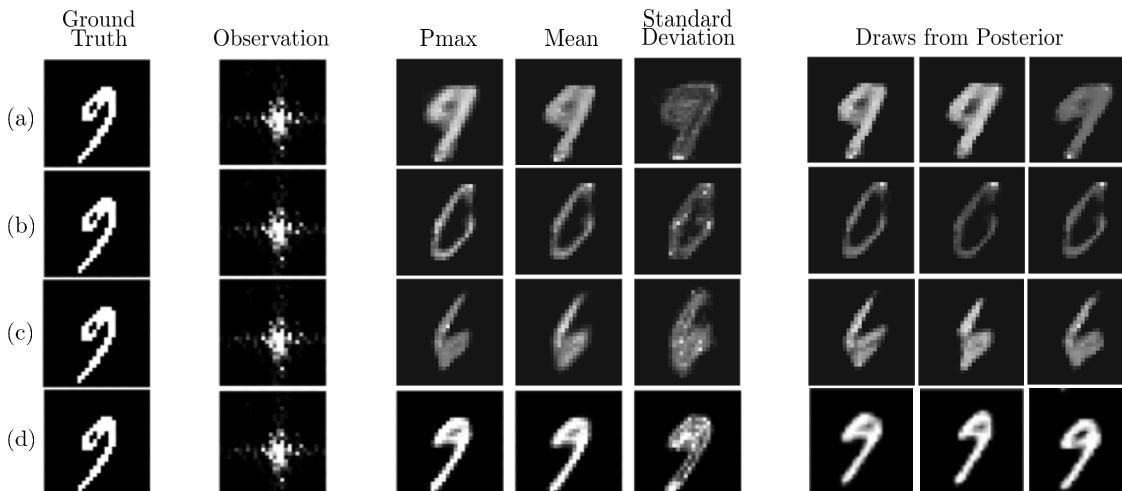 Ground Truth
Observation
Pmax
Mean
Standard Deviation
Draws from Posterior
(a)
(b)
(c)
(d)